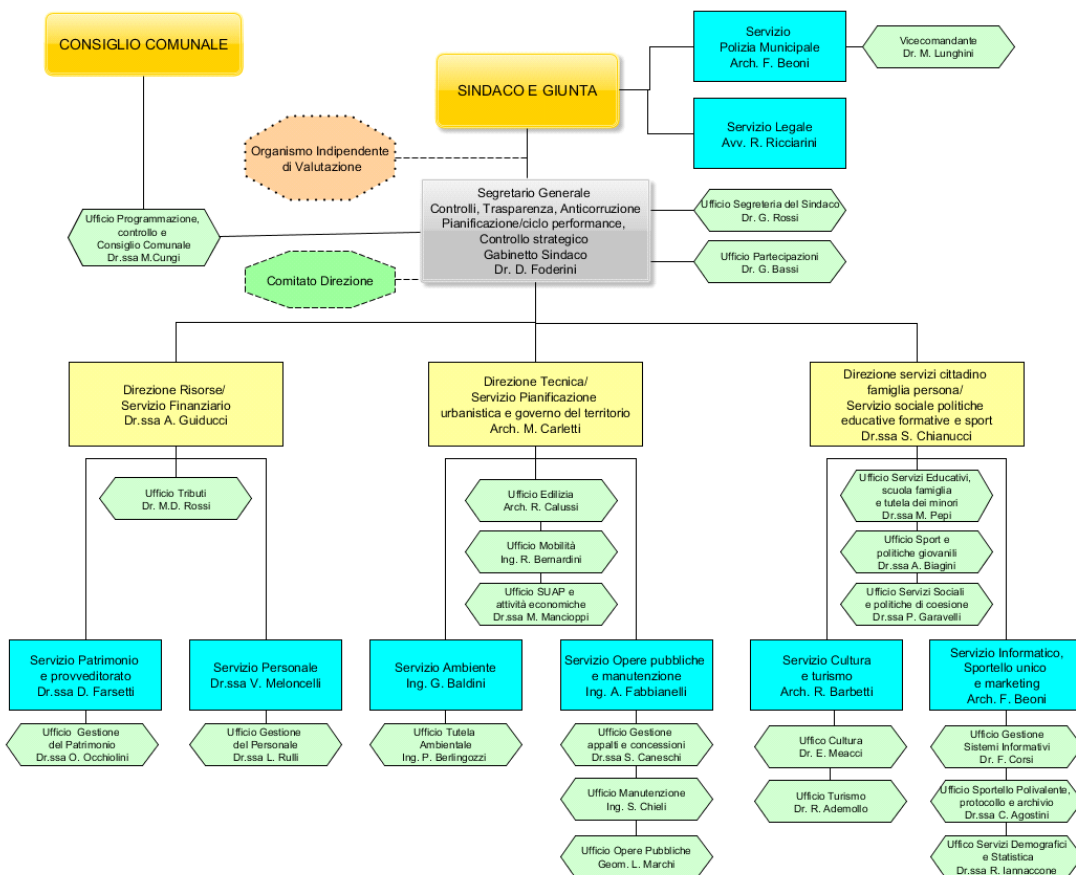 CONSIGLIO COMUNALE
SINDACO E GIUNTA
Servizio
Polizia Municipale
Arch. F. Beoni
Vicecomandante
Dr. M. Lunghini
Servizio Legale
Avv. R. Ricciarini
Organismo Indipendente
di Valutazione
Segretario Generale
Controlli, Trasparenza, Anticorruzione
Pianificazione/ciclo performance,
Controllo strategico
Gabinetto Sindaco
Dr. D. Foderini
Ufficio Segreteria del Sindaco
Dr. G. Rossi
Ufficio Partecipazioni
Dr. G. Bassi
Ufficio Programmazione,
controllo e
Consiglio Comunale
Dr.ssa M.Cungi
Comitato Direzione
Direzione Risorse/
Servizio Finanziario
Dr.ssa A. Guiducci
Direzione Tecnica/
Servizio Pianificazione
urbanistica e governo del territorio
Arch. M. Carletti
Direzione servizi cittadino
famiglia persona/
Servizio sociale politiche
educative formative e sport
Dr.ssa S. Chianucci
Ufficio Tributi
Dr. M.D. Rossi
Ufficio Edilizia
Arch. R. Calussi
Ufficio Mobilità
Ing. R. Bernardini
Ufficio SUAP e
attività economiche
Dr.ssa M. Mancioppi
Ufficio Servizi Educativi,
scuola famiglia
e tutela dei minori
Dr.ssa M. Pepi
Ufficio Sport e
politiche giovanili
Dr.ssa A. Biagini
Ufficio Servizi Sociali
e politiche di coesione
Dr.ssa P. Garavelli
Servizio Patrimonio
e provveditorato
Dr.ssa D. Farsetti
Servizio Personale
Dr.ssa V. Meloncelli
Servizio Ambiente
Ing. G. Baldini
Servizio Opere pubbliche
e manutenzione
Ing. A. Fabbianelli
Servizio Cultura
e turismo
Arch. R. Barbetti
Servizio Informatico,
Sportello unico
e marketing
Arch. F. Beoni
Ufficio Gestione
del Patrimonio
Dr.ssa O. Occhiolini
Ufficio Gestione
del Personale
Dr.ssa L. Rulli
Ufficio Tutela
Ambientale
Ing. P. Berlingozzi
Ufficio Gestione
appalti e concessioni
Dr.ssa S. Caneschi
Ufficio Manutenzione
Ing. S. Chieli
Ufficio Opere Pubbliche
Geom. L. Marchi
Uffico Cultura
Dr. E. Meacci
Ufficio Turismo
Dr. R. Ademollo
Ufficio Gestione
Sistemi Informativi
Dr. F. Corsi
Ufficio Sportello Polivalente,
protocollo e archivio
Dr.ssa C. Agostini
Uffico Servizi Demografici
e Statistica
Dr.ssa R. Iannaccone